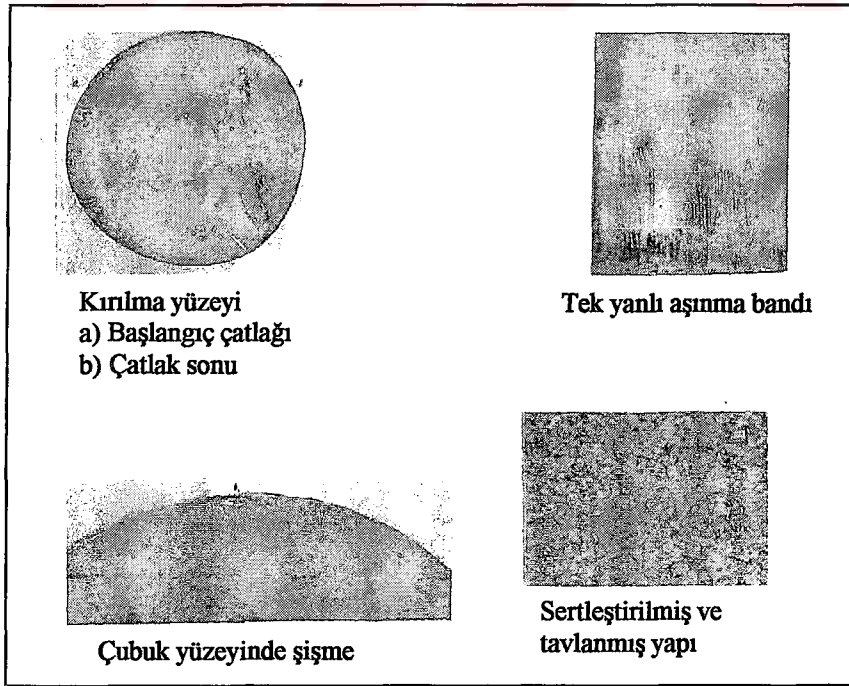 Kırılma yüzeyi
a) Başlangıç çatlağı
b) Çatlak sonu
Tek yanlı aşınma bandı
Çubuk yüzeyinde şişme
Sertleştirilmiş ve
tavlanmış yapı